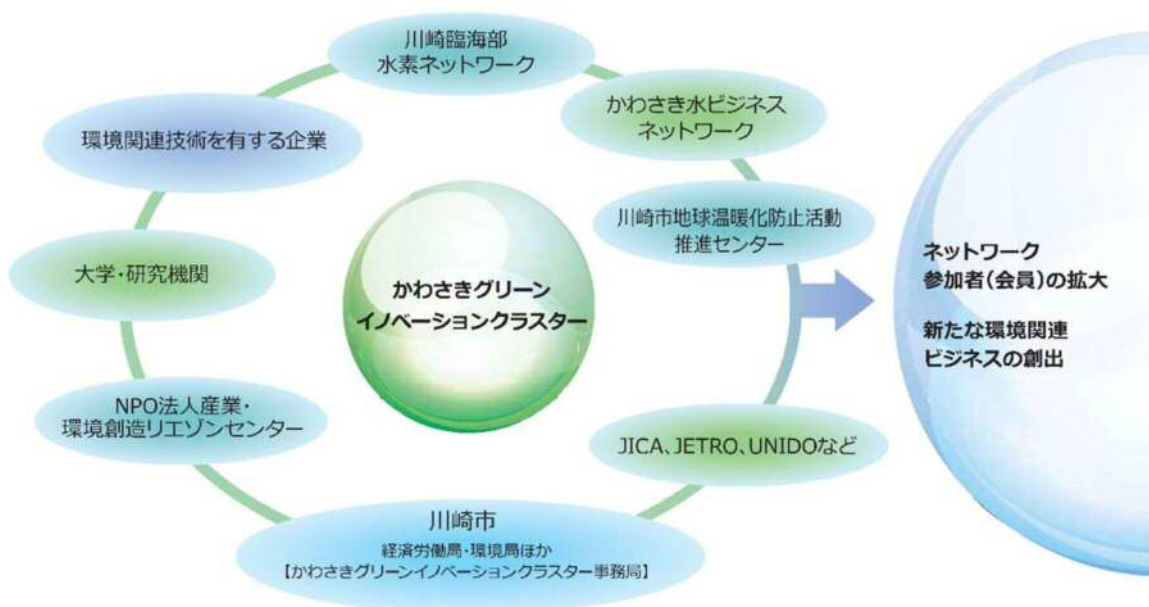 川崎臨海部
水素ネットワーク
かわさき水ビジネス
ネットワーク
環境関連技術を有する企業
川崎市地球温暖化防止活動
推進センター
大学・研究機関
かわさきグリーン
イノベーションクラスター
ネットワーク
参加者(会員)の拡大
新たな環境関連
ビジネスの創出
NPO法人産業・
環境創造リエゾンセンター
JICA、JETRO、UNIDOなど
川崎市
経済労働局・環境局ほか
【かわさきグリーンイノベーションクラスター事務局】